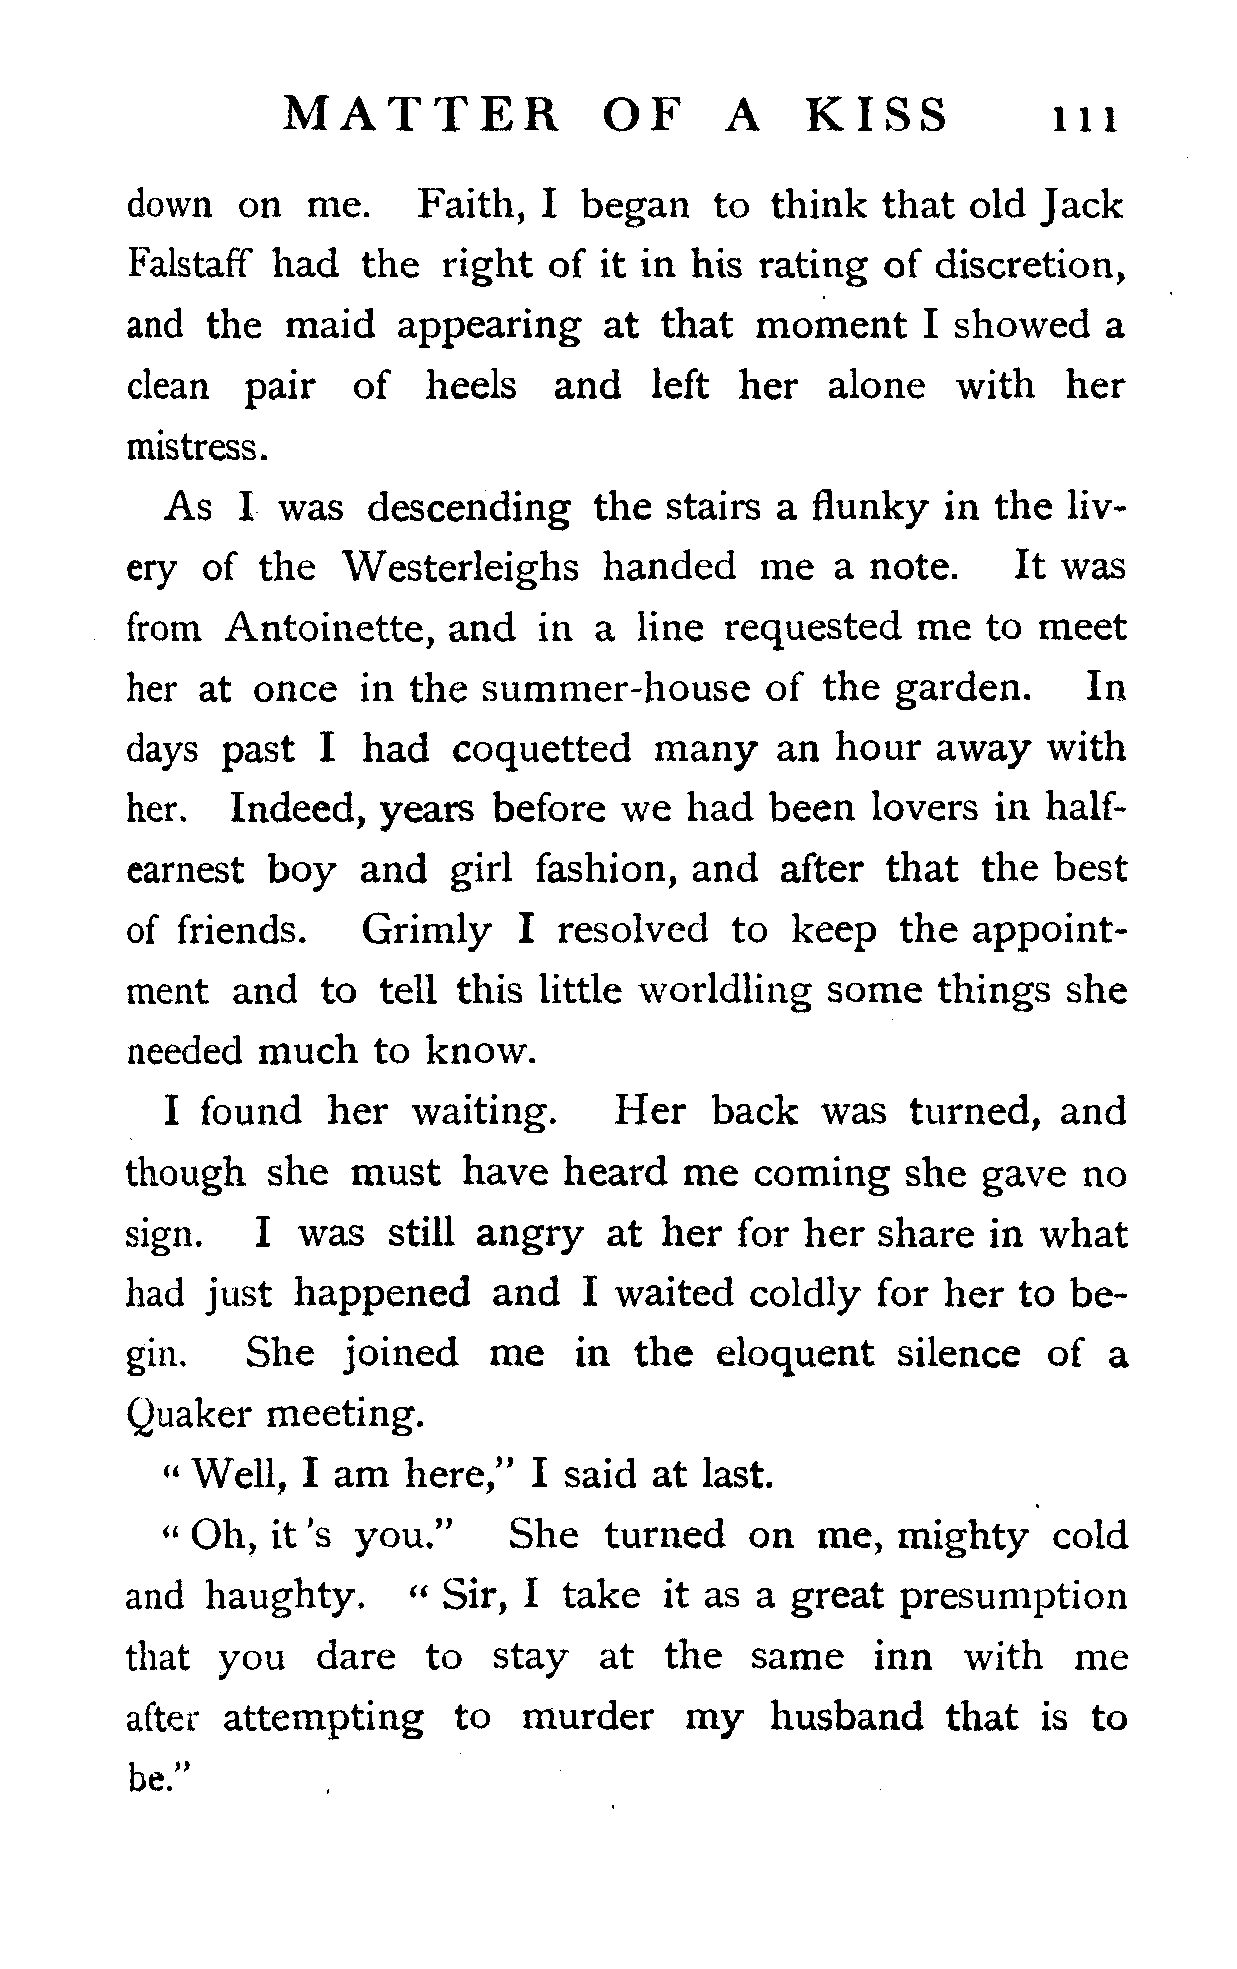 MATTER OF A KISS 111
down on me. Faith, I began to think that old Jack
Falstaff had the right of it in his rating of discretion,
and the maid appearing at that moment I showed a
clean pair of heels and left her alone with her
mistress.
As I was descending the stairs a flunky in the liv-
ery of the Westerleighs handed me a note. It was
from Antoinette, and in a line requested me to meet
her at once in the summer-house of the garden. In
days past I had coquetted many an hour away with
her. Indeed, years before we had been lovers in half-
earnest boy and girl fashion, and after that the best
of friends. Grimly I resolved to keep the appoint-
ment and to tell this little worldling some things she
needed much to know.
I found her waiting. Her back was turned, and
though she must have heard me coming she gave no
sign. I was still angry at her for her share in what
had just happened and I waited coldly for her to be-
gin. She joined me in the eloquent silence of a
Quaker meeting.
“ Well, I am here,” I said at last.
“ Oh, it ’s you.” She turned on me, mighty cold
and haughty. “ Sir, I take it as a great presumption
that you dare to stay at the same inn with me
after attempting to murder my husband that is to
be.”